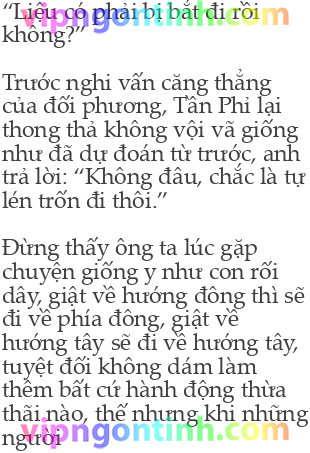 vipngontinh.com
“Liệu có phải bị bắt đi rồi
không?”
Trước nghi vấn căng thẳng
của đối phương, Tần Phỉ lại
thong thả không vội vã giống
như đã dự đoán từ trước, anh
trả lời: “Không đâu, chắc là tự
lén trốn đi thôi.”
Đừng thấy ông ta lúc gặp
chuyện giống y như con rối
dây, giật về hướng đông thì sẽ
đi về phía đông, giật về
hướng tây sẽ đi về hướng tây,
tuyệt đối không dám làm
thêm bất cứ hành động thừa
thãi nào, thế nhưng khi những
người
vipngontinh.com